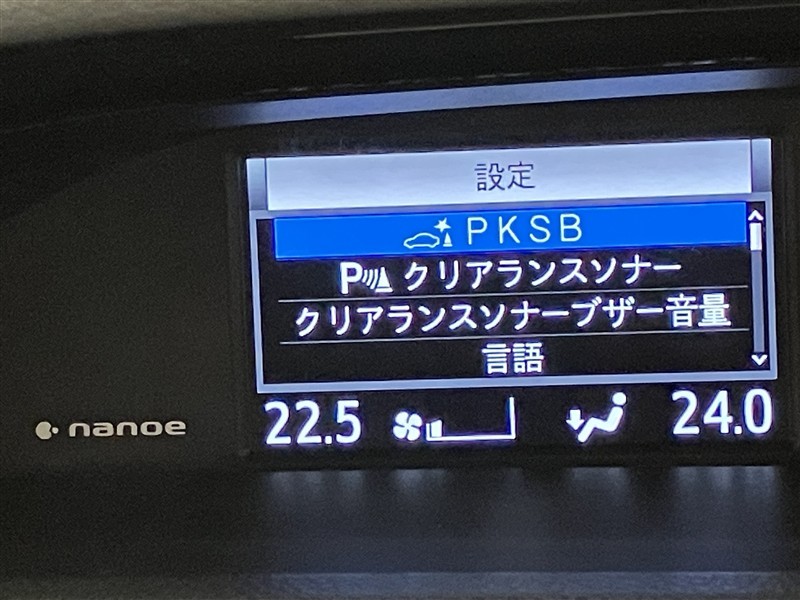 設定
PKSB
P クリアランスソナー
クリアランスソナーブザー音量
言語
22.5 24.0
nanoe